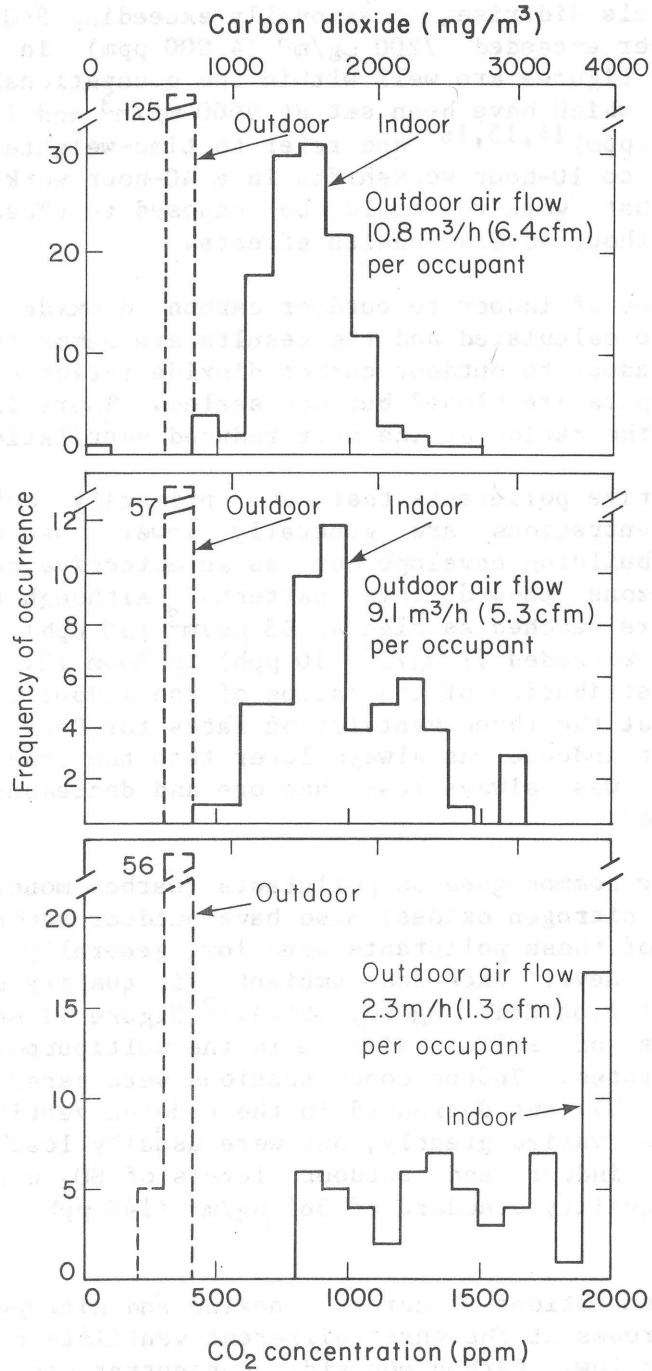 Carbon dioxide (mg/m³)
0 1000 2000 3000 4000
125
Outdoor
Indoor
30
Outdoor air flow
10.8 m³/h (6.4 cfm)
per occupant
20
10
0
57
Outdoor
Indoor
12
10
Outdoor air flow
9.1 m³/h (5.3 cfm)
per occupant
8
6
4
2
Frequency of occurrence
56
Outdoor
20
Outdoor air flow
2.3 m/h (1.3 cfm)
per occupant
15
10
Indoor
5
0
0 500 1000 1500 2000
CO₂ concentration (ppm)